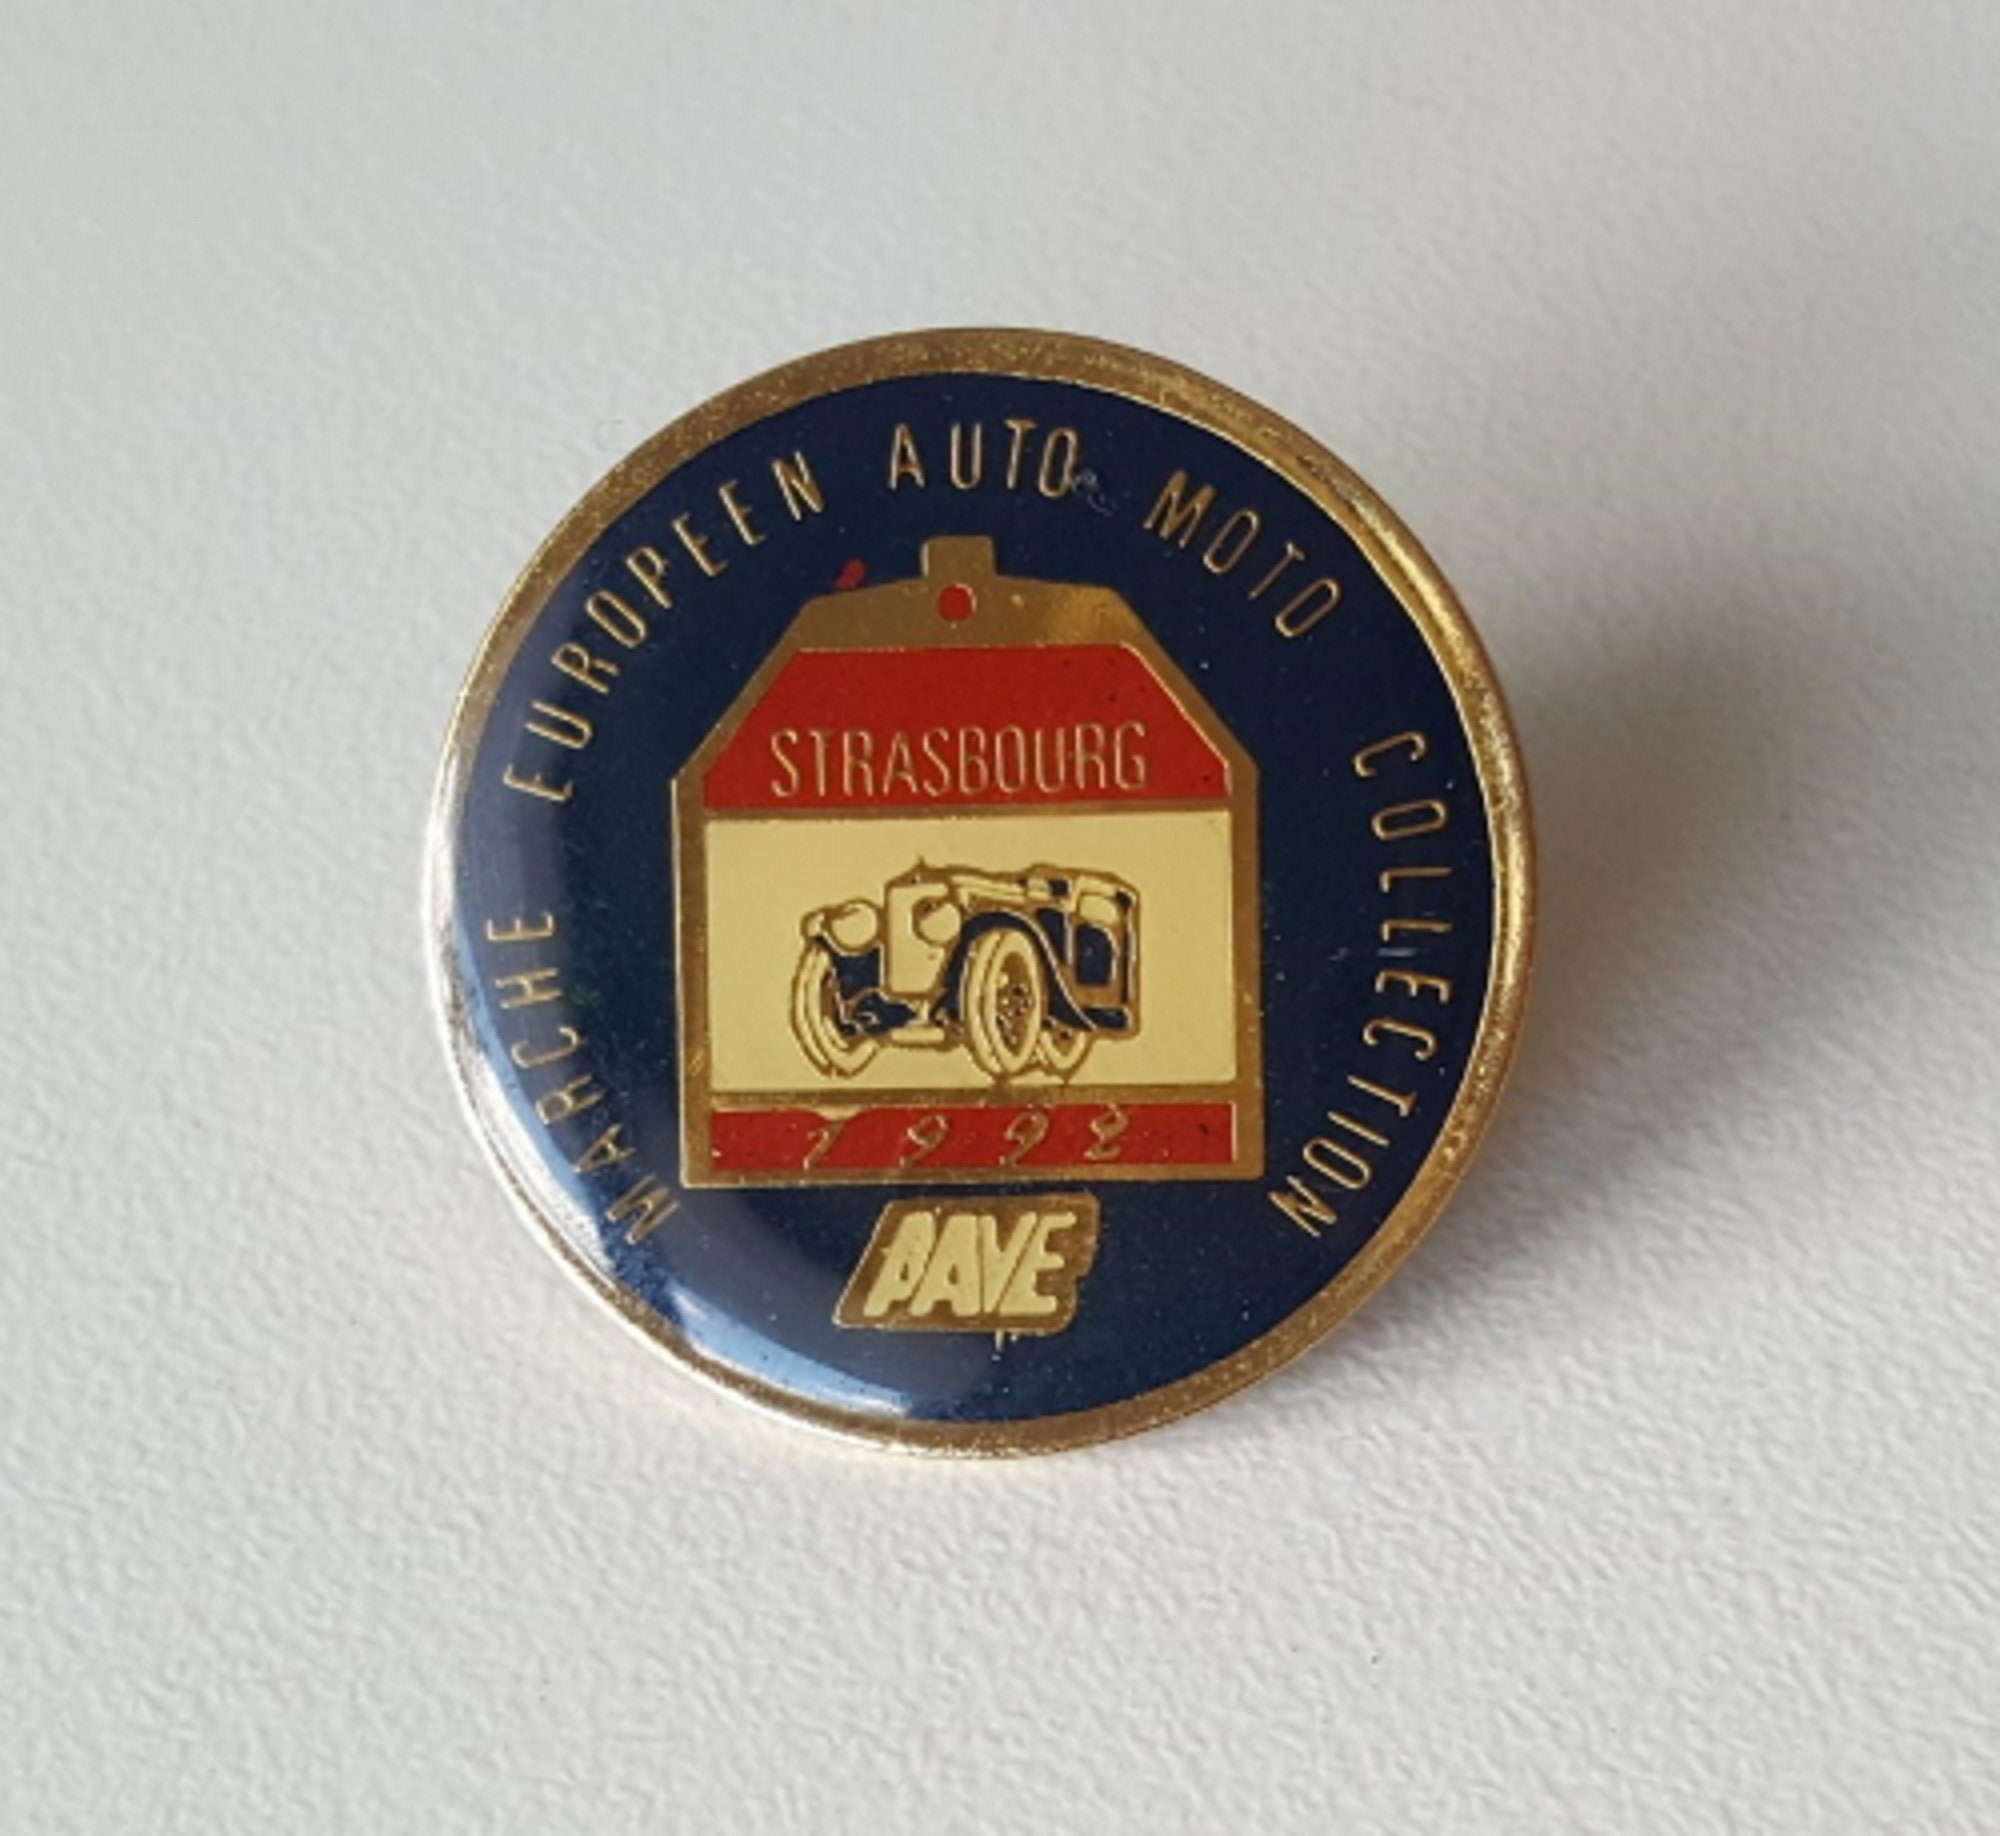 MARCHE EUROPEEN AUTO MOTO COLLECTION
STRASBOURG
1992
PAVE